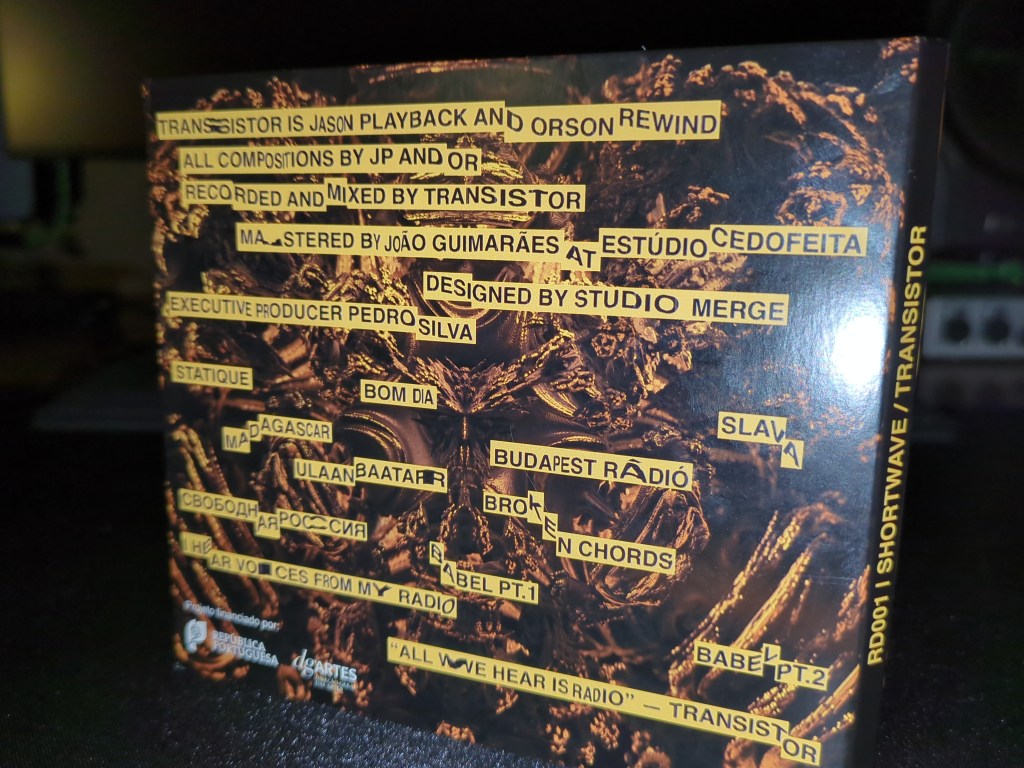 TRANSISTOR IS JASON PLAYBACK AND ORSON REWIND
ALL COMPOSITIONS BY JP AND OR
RECORDED AND MIXED BY TRANSISTOR
MASTERED BY JOÃO GUIMARÃES AT ESTÚDIO CEDOFEITA
DESIGNED BY STUDIO MERGE
EXECUTIVE PRODUCER PEDRO SILVA
STATIQUE
BOM DIA
SLAVA
MADAGASCAR
BUDAPEST RÂDIÓ
ULAANBAATAR
BROKEN CHORDS
СВОБОДНАЯ РОССИЯ
BABEL PT.1
I HEAR VOICES FROM MY RADIO
BABEL PT.2
"ALL WE HEAR IS RADIO" — TRANSISTOR
Projeto financiado por:
REPÚBLICA
PORTUGUESA
dgARTES
RD001 | SHORTWAVE / TRANSISTOR